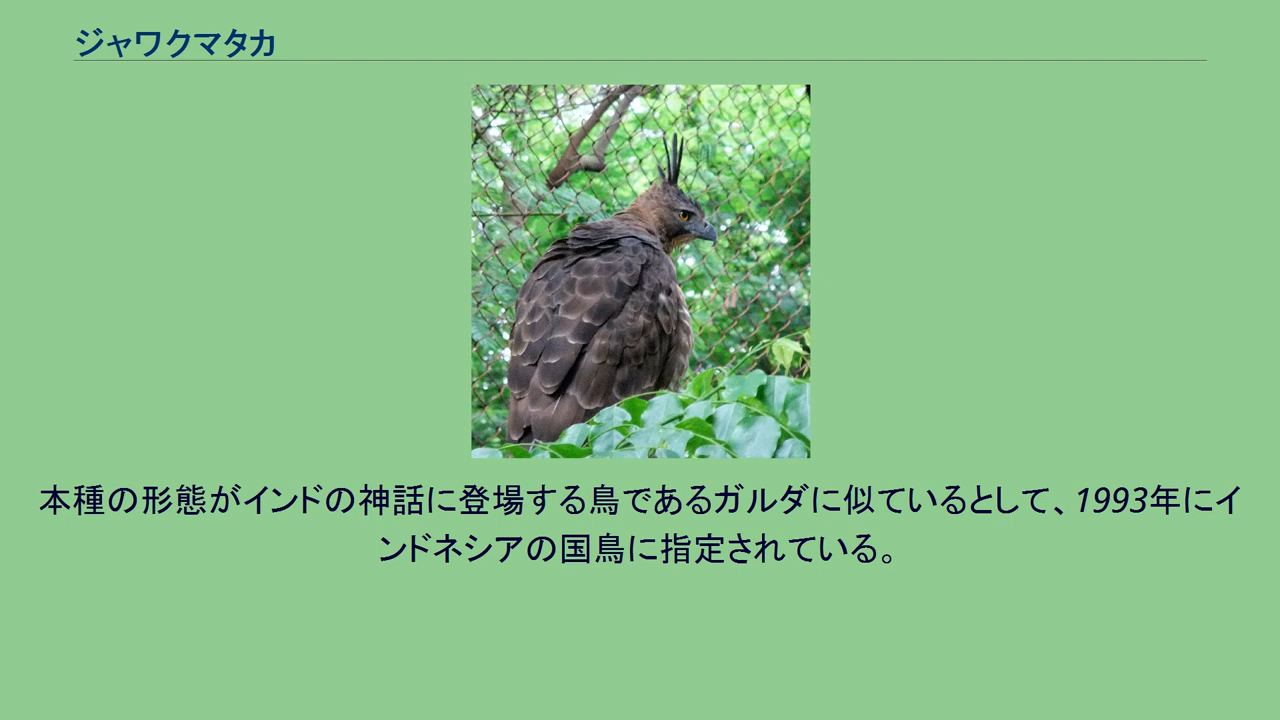 ジャワクマタカ
本種の形態がインドの神話に登場する鳥であるガルダに似ているとして、1993年にイ
ンドネシアの国鳥に指定されている。